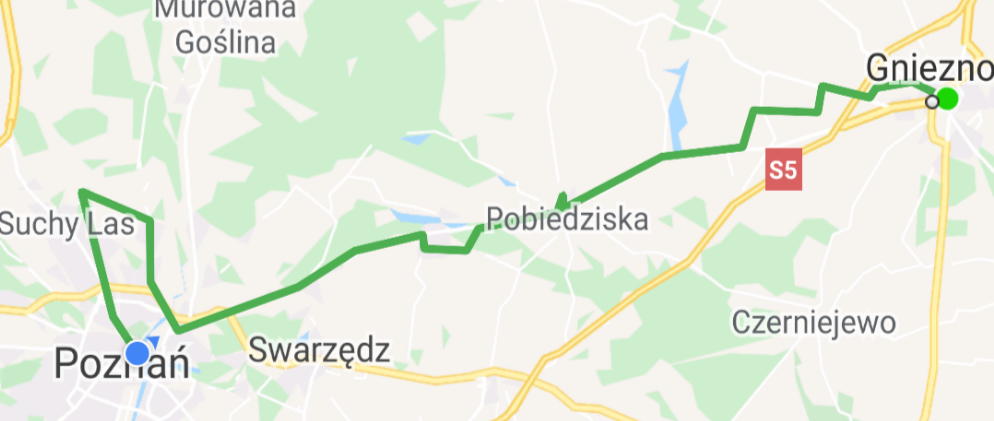 Murowana
Goślina
Gniezno
S5
Suchy Las
Pobiedziska
Czerniejewo
Swarzędz
Poznań